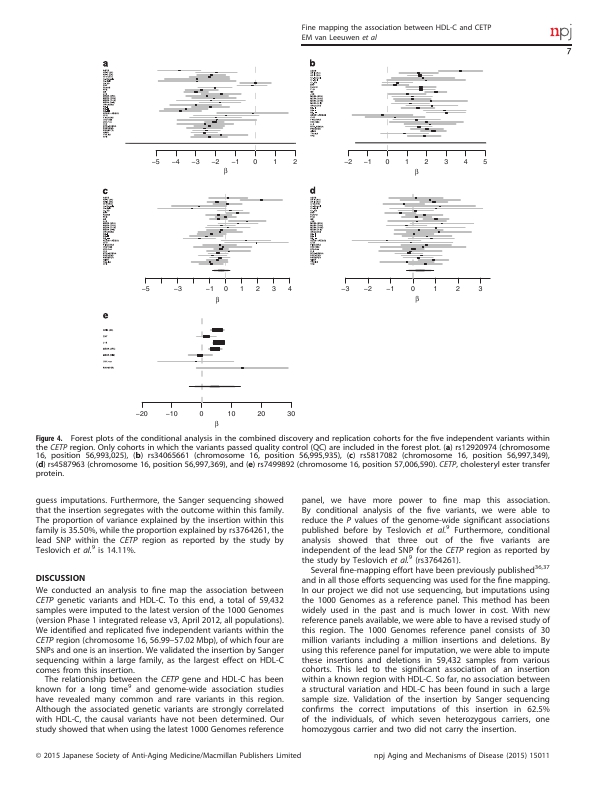 Fine mapping the association between HDL-C and CETP
EM van Leeuwen et al
npj
7
a
−5
−4
−3
−2
−1
0
1
2
β
b
−2
−1
0
1
2
3
4
5
β
c
−5
−3
−2
−1
0
1
2
3
4
β
d
−3
−2
−1
0
1
2
3
β
e
−20
−10
0
10
20
30
β
Figure 4. Forest plots of the conditional analysis in the combined discovery and replication cohorts for the five independent variants within
the CETP region. Only cohorts in which the variants passed quality control (QC) are included in the forest plot. (a) rs12920974 (chromosome
16, position 56,993,025), (b) rs34065661 (chromosome 16, position 56,995,935), (c) rs5817082 (chromosome 16, position 56,997,349),
(d) rs4587963 (chromosome 16, position 56,997,369), and (e) rs7499892 (chromosome 16, position 57,006,590). CETP, cholesteryl ester transfer
protein.
guess imputations. Furthermore, the Sanger sequencing showed
that the insertion segregates with the outcome within this family.
The proportion of variance explained by the insertion within this
family is 35.50%, while the proportion explained by rs3764261, the
lead SNP within the CETP region as reported by the study by
Teslovich et al.9 is 14.11%.
DISCUSSION
We conducted an analysis to fine map the association between
CETP genetic variants and HDL-C. To this end, a total of 59,432
samples were imputed to the latest version of the 1000 Genomes
(version Phase 1 integrated release v3, April 2012, all populations).
We identified and replicated five independent variants within the
CETP region (chromosome 16, 56.99–57.02 Mbp), of which four are
SNPs and one is an insertion. We validated the insertion by Sanger
sequencing within a large family, as the largest effect on HDL-C
comes from this insertion.
The relationship between the CETP gene and HDL-C has been
known for a long time9 and genome-wide association studies
have revealed many common and rare variants in this region.
Although the associated genetic variants are strongly correlated
with HDL-C, the causal variants have not been determined. Our
study showed that when using the latest 1000 Genomes reference
panel, we have more power to fine map this association.
By conditional analysis of the five variants, we were able to
reduce the P values of the genome-wide significant associations
published before by Teslovich et al.9 Furthermore, conditional
analysis showed that three out of the five variants are
independent of the lead SNP for the CETP region as reported by
the study by Teslovich et al.9 (rs3764261).
Several fine-mapping effort have been previously published36,37
and in all those efforts sequencing was used for the fine mapping.
In our project we did not use sequencing, but imputations using
the 1000 Genomes as a reference panel. This method has been
widely used in the past and is much lower in cost. With new
reference panels available, we were able to have a revised study of
this region. The 1000 Genomes reference panel consists of 30
million variants including a million insertions and deletions. By
using this reference panel for imputation, we were able to impute
these insertions and deletions in 59,432 samples from various
cohorts. This led to the significant association of an insertion
within a known region with HDL-C. So far, no association between
a structural variation and HDL-C has been found in such a large
sample size. Validation of the insertion by Sanger sequencing
confirms the correct imputations of this insertion in 62.5%
of the individuals, of which seven heterozygous carriers, one
homozygous carrier and two did not carry the insertion.
© 2015 Japanese Society of Anti-Aging Medicine/Macmillan Publishers Limited
npj Aging and Mechanisms of Disease (2015) 15011